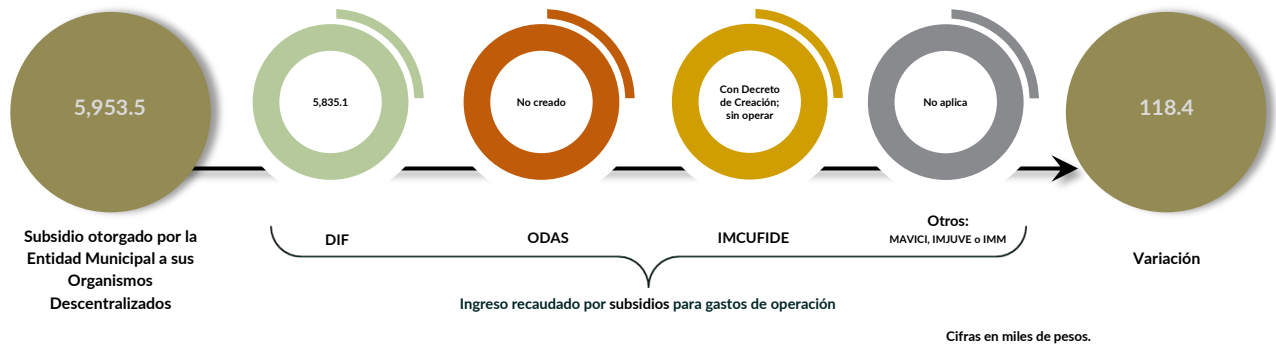 5,953.5
5,835.1
No creado
Con Decreto
de Creación;
sin operar
No aplica
118.4
Subsidio otorgado por la
Entidad Municipal a sus
Organismos
Descentralizados
DIF
ODAS
IMCUFIDE
Otros:
MAVICI, IMJUVE o IMM
Variación
Ingreso recaudado por subsidios para gastos de operación
Cifras en miles de pesos.